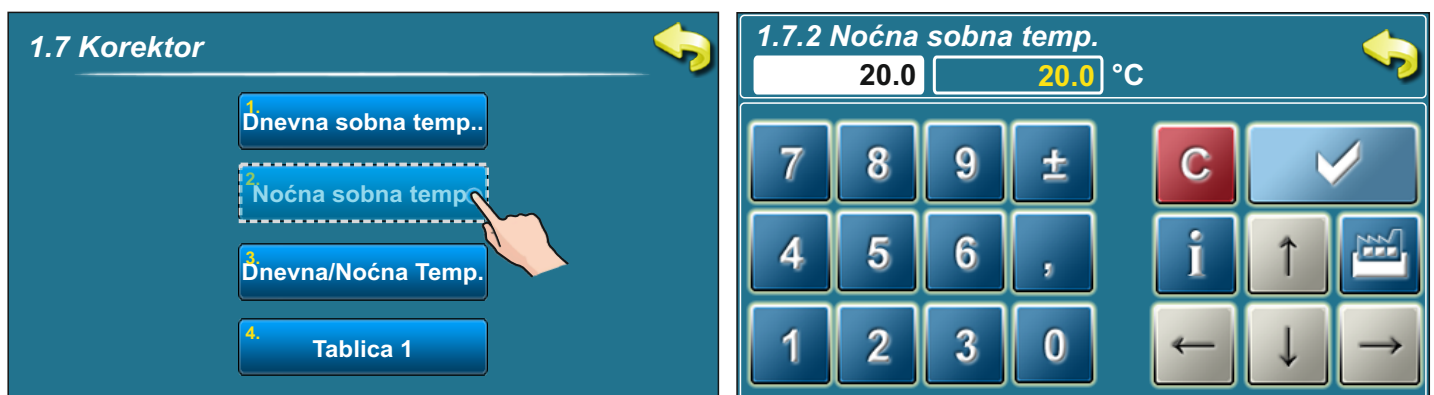 1.7 Korektor
1.
Dnevna sobna temp..
2.
Noćna sobna temp
3.
Dnevna/Noćna Temp.
4.
Tablica 1
1.7.2 Noćna sobna temp.
20.0 20.0 °C
7 8 9 ± C
4 5 6 , i ↑
1 2 3 0 ← ↓ →